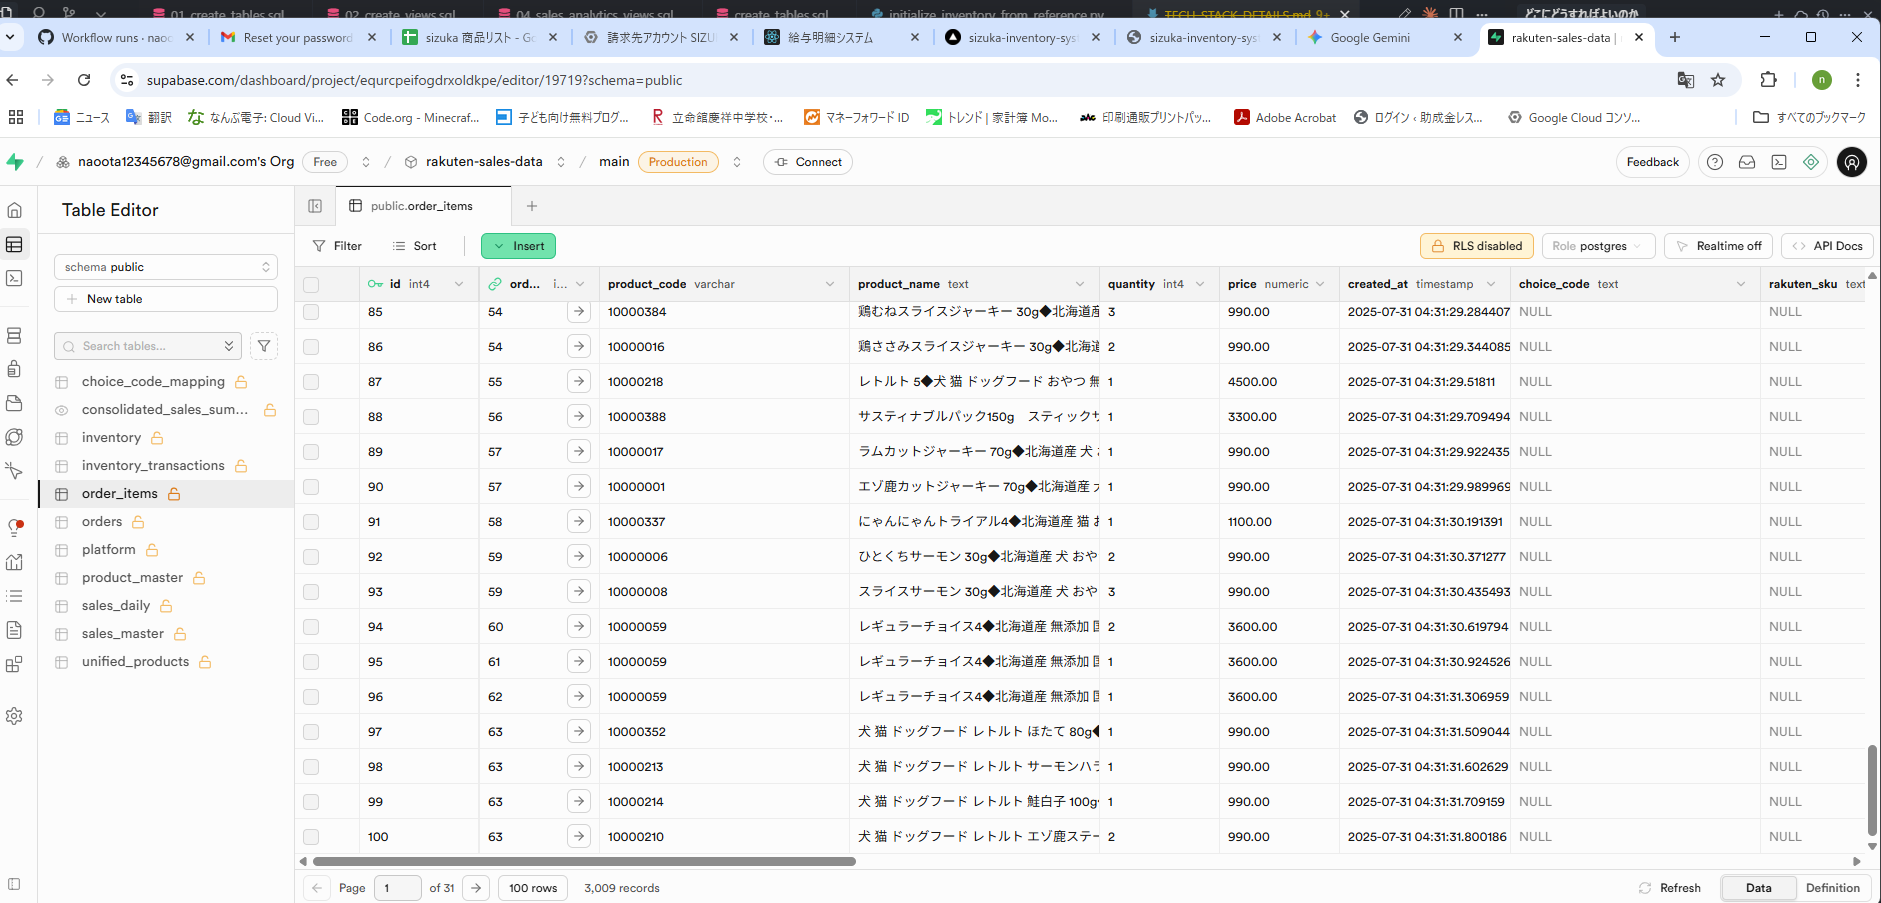 01_create_tables.sql
02_create_views.sql
04_sales_analytics_views.sql
create_tables.sql
initialize_inventory_from_reference.py
TECH_STACK_DETAILS.md 9+
どこにどうすればよいのか
Workflow runs · naoo
Reset your password
sizuka 商品リスト - Go
請求先アカウント SIZU
給与明細システム
sizuka-inventory-sys
sizuka-inventory-sys
Google Gemini
rakuten-sales-data |
supabase.com/dashboard/project/equrcpeifogdrxoldkpe/editor/19719?schema=public
n
ニュース
翻訳
なんぶ電子: Cloud Vi...
Code.org - Minecraf...
子ども向け無料プログ...
立命館慶祥中学校・...
マネーフォワード ID
トレンド | 家計簿 Mo...
印刷通販プリントパッ...
Adobe Acrobat
ログイン ‹ 助成金レス...
Google Cloud コンソ...
すべてのブックマーク
naoota12345678@gmail.com's Org Free
rakuten-sales-data
main Production
Connect
Feedback
Table Editor
public.order_items
schema public
New table
Search tables...
choice_code_mapping
consolidated_sales_sum...
inventory
inventory_transactions
order_items
orders
platform
product_master
sales_daily
sales_master
unified_products
Filter
Sort
Insert
RLS disabled
Role postgres
Realtime off
API Docs
id int4 ord... i... product_code varchar product_name text quantity int4 price numeric created_at timestamp choice_code text rakuten_sku text
85 54 10000384 鶏むねスライスジャーキー 30g◆北海道産 3 990.00 2025-07-31 04:31:29.284407 NULL NULL
86 54 10000016 鶏ささみスライスジャーキー 30g◆北海道 2 990.00 2025-07-31 04:31:29.344085 NULL NULL
87 55 10000218 レトルト 5◆犬 猫 ドッグフード おやつ 無 1 4500.00 2025-07-31 04:31:29.51811 NULL NULL
88 56 10000388 サスティナブルパック150g　スティックサ 1 3300.00 2025-07-31 04:31:29.709494 NULL NULL
89 57 10000017 ラムカットジャーキー 70g◆北海道産 犬 お 1 990.00 2025-07-31 04:31:29.922435 NULL NULL
90 57 10000001 エゾ鹿カットジャーキー 70g◆北海道産 犬 1 990.00 2025-07-31 04:31:29.989969 NULL NULL
91 58 10000337 にゃんにゃんトライアル4◆北海道産 猫 お 1 1100.00 2025-07-31 04:31:30.191391 NULL NULL
92 59 10000006 ひとくちサーモン 30g◆北海道産 犬 おや 2 990.00 2025-07-31 04:31:30.371277 NULL NULL
93 59 10000008 スライスサーモン 30g◆北海道産 犬 おや 3 990.00 2025-07-31 04:31:30.435493 NULL NULL
94 60 10000059 レギュラーチョイス4◆北海道産 無添加 国 2 3600.00 2025-07-31 04:31:30.619794 NULL NULL
95 61 10000059 レギュラーチョイス4◆北海道産 無添加 国 1 3600.00 2025-07-31 04:31:30.924526 NULL NULL
96 62 10000059 レギュラーチョイス4◆北海道産 無添加 国 1 3600.00 2025-07-31 04:31:31.306959 NULL NULL
97 63 10000352 犬 猫 ドッグフード レトルト ほたて 80g◆ 1 990.00 2025-07-31 04:31:31.509044 NULL NULL
98 63 10000213 犬 猫 ドッグフード レトルト サーモンハラ 1 990.00 2025-07-31 04:31:31.602629 NULL NULL
99 63 10000214 犬 猫 ドッグフード レトルト 鮭白子 100g 1 990.00 2025-07-31 04:31:31.709159 NULL NULL
100 63 10000210 犬 猫 ドッグフード レトルト エゾ鹿ステー 2 990.00 2025-07-31 04:31:31.800186 NULL NULL
Page 1 of 31 100 rows 3,009 records
Refresh
Data
Definition